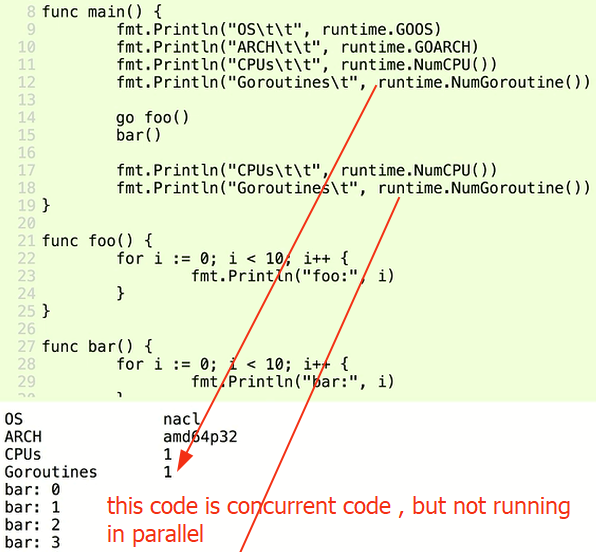 8 func main() {
9 fmt.Println("OS\t\t", runtime.GOOS)
10 fmt.Println("ARCH\t\t", runtime.GOARCH)
11 fmt.Println("CPUs\t\t", runtime.NumCPU())
12 fmt.Println("Goroutines\t", runtime.NumGoroutine())
13
14 go foo()
15 bar()
16
17 fmt.Println("CPUs\t\t", runtime.NumCPU())
18 fmt.Println("Goroutines\t", runtime.NumGoroutine())
19 }
20
21 func foo() {
22 for i := 0; i < 10; i++ {
23 fmt.Println("foo:", i)
24 }
25 }
26
27 func bar() {
28 for i := 0; i < 10; i++ {
29 fmt.Println("bar:", i)
OS nacl
ARCH amd64p32
CPUs 1
Goroutines 1
bar: 0
bar: 1
bar: 2
bar: 3
this code is concurrent code , but not running
in parallel